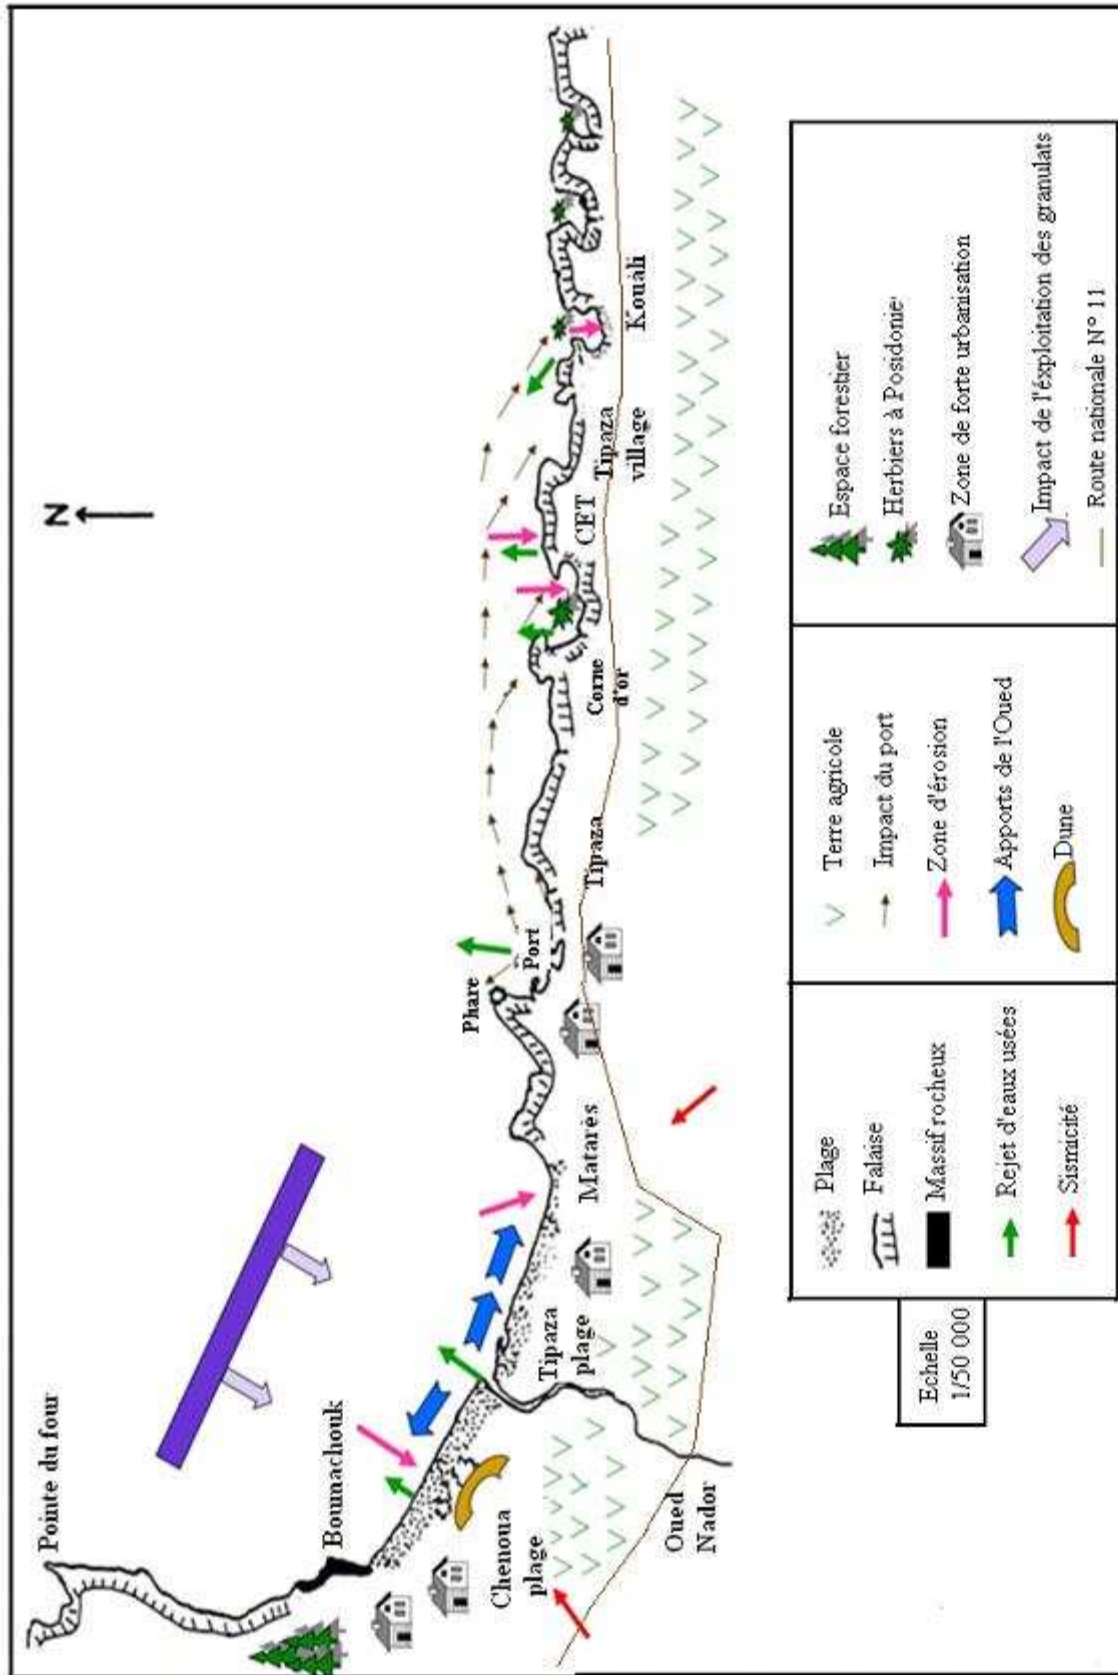 N
Pointe du four
Bounachouk
Chenoua
plage
Oued
Nador
Tipaza
plage
Matarès
Phare
Port
Tipaza
Corne
d'or
CET
Tipaza
village
Kouali
Echelle
1/50 000
Plage
Falaise
Massif rocheux
Rejet d'eaux usées
Sismicité
Terre agricole
Impact du port
Zone d'érosion
Apports de l'Oued
Dune
Espace forestier
Herbiers à Posidonie
Zone de forte urbanisation
Impact de l'éxploitation des granulats
Route nationale N° 11